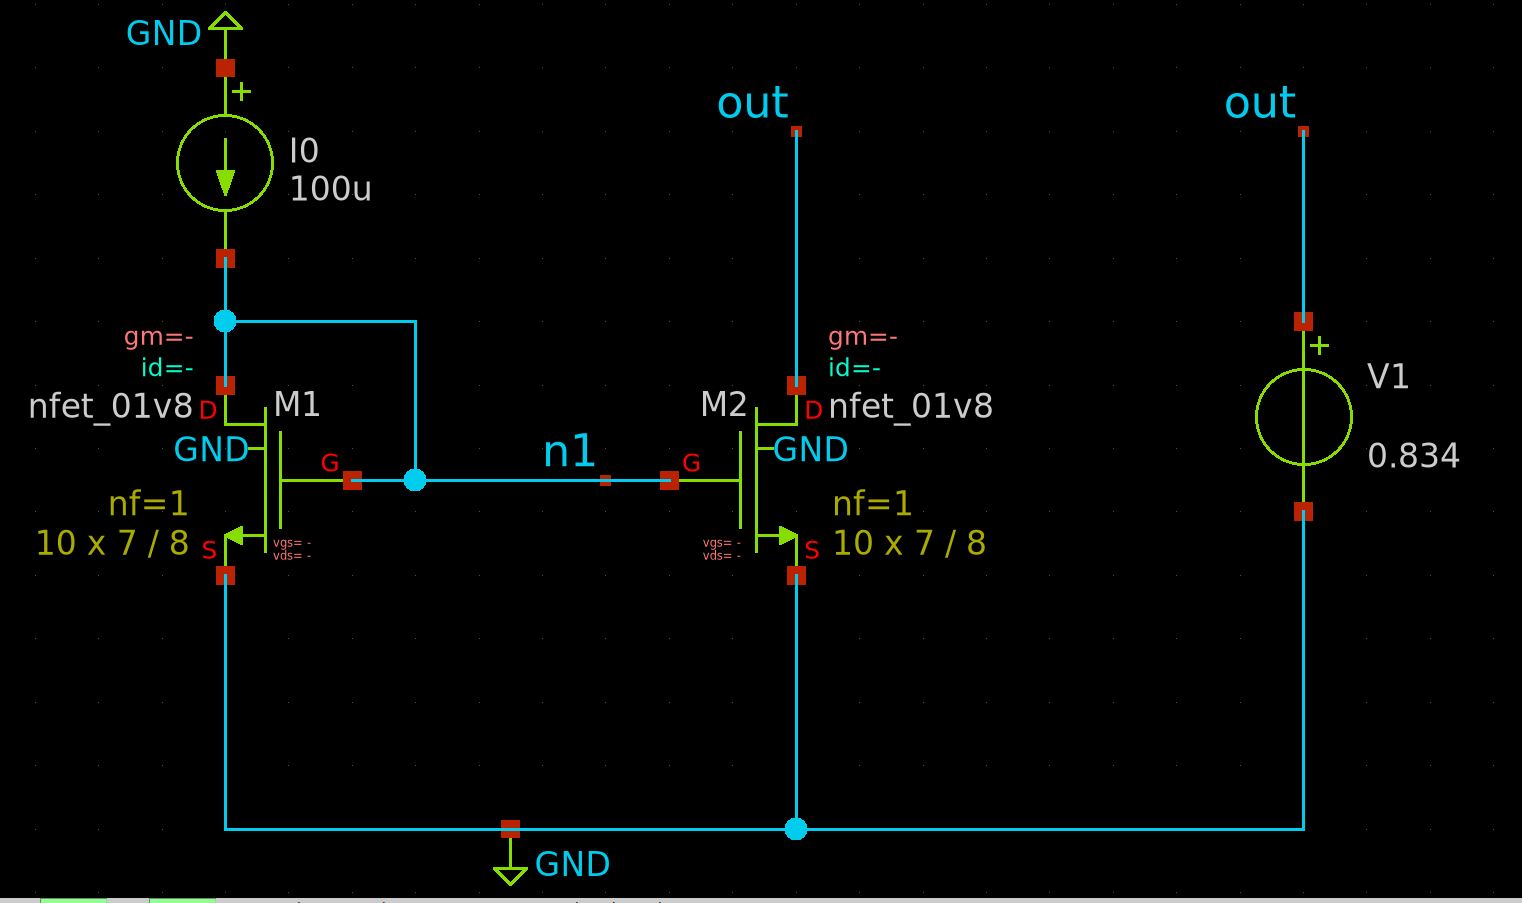 GND
+
I0
100u
out
out
gm=-
id=-
nfet_01v8
D
M1
GND
G
nf=1
10 x 7 / 8
S
vgs= -
vds= -
n1
gm=-
id=-
M2
D
nfet_01v8
GND
G
nf=1
10 x 7 / 8
S
vgs= -
vds= -
+
V1
0.834
GND